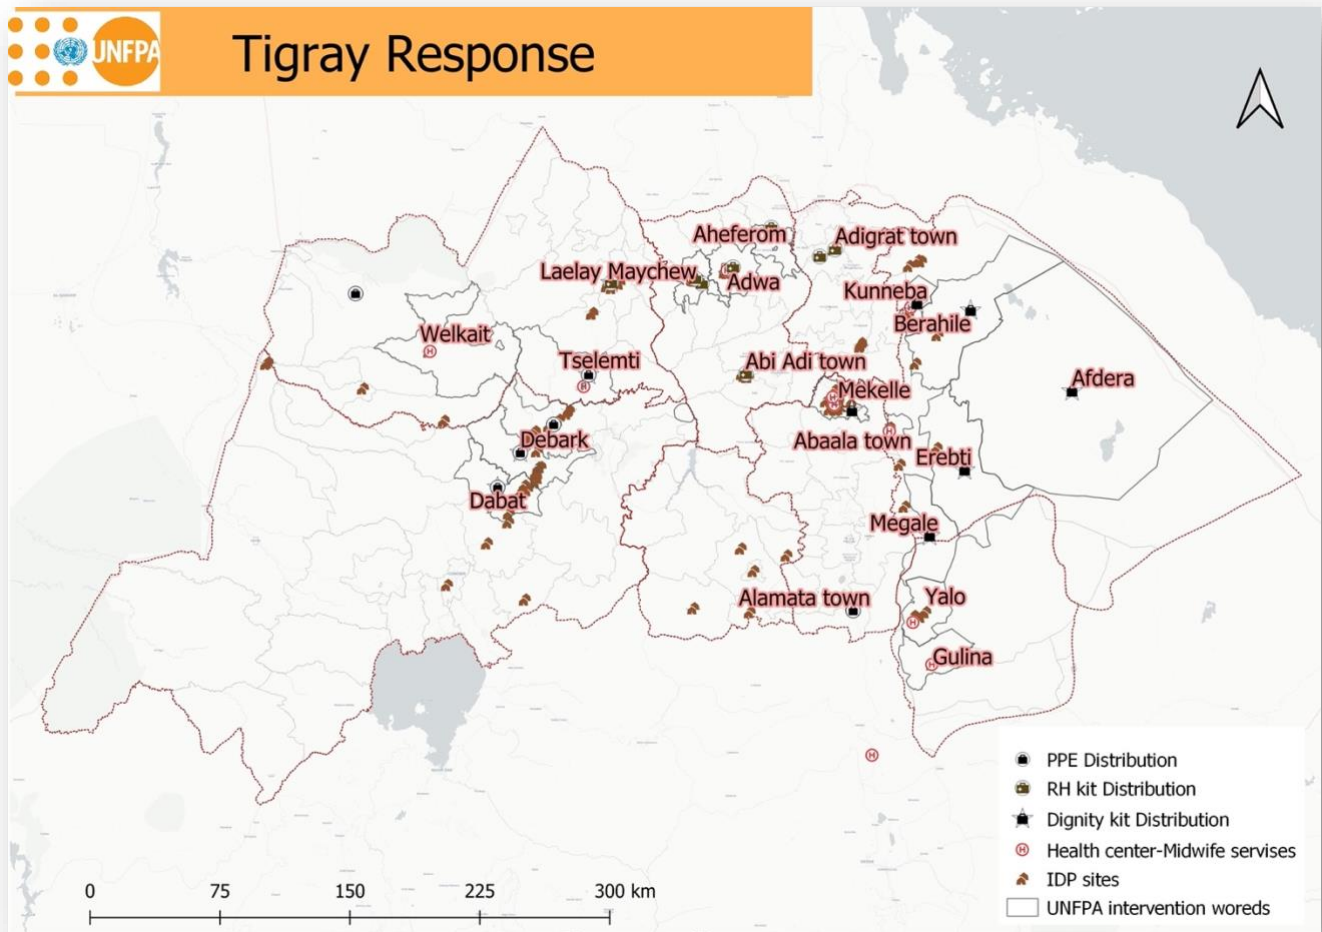 UNFPA
Tigray Response
Aheferom
Adigrat town
Laelay Maychew
Adwa
Kunneba
Berahile
Welkait
Tselemti
Abi Adi town
Afdera
Mekelle
Debark
Abaala town
Erebti
Dabat
Megale
Alamata town
Yalo
Gulina
PPE Distribution
RH kit Distribution
Dignity kit Distribution
Health center-Midwife servises
IDP sites
UNFPA intervention woreds
0 75 150 225 300 km